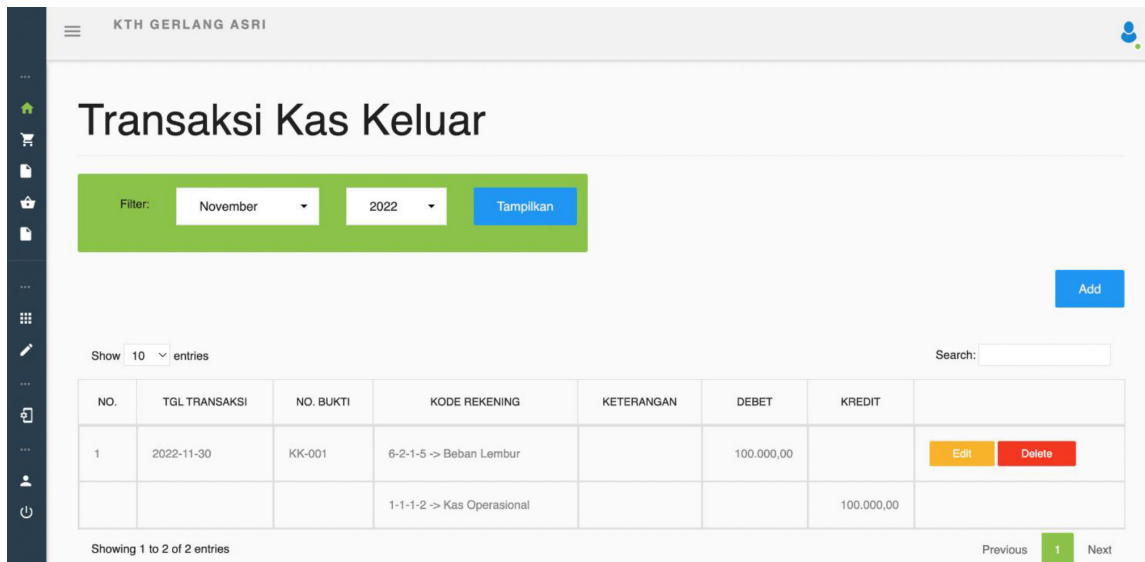 KTH GERLANG ASRI
Transaksi Kas Keluar
Filter: November 2022 Tampilkan
Add
Show 10 entries Search:
NO. TGL TRANSAKSI NO. BUKTI KODE REKENING KETERANGAN DEBET KREDIT
1 2022-11-30 KK-001 6-2-1-5 -> Beban Lembur 100.000,00 Edit Delete
1-1-1-2 -> Kas Operasional 100.000,00
Showing 1 to 2 of 2 entries Previous 1 Next